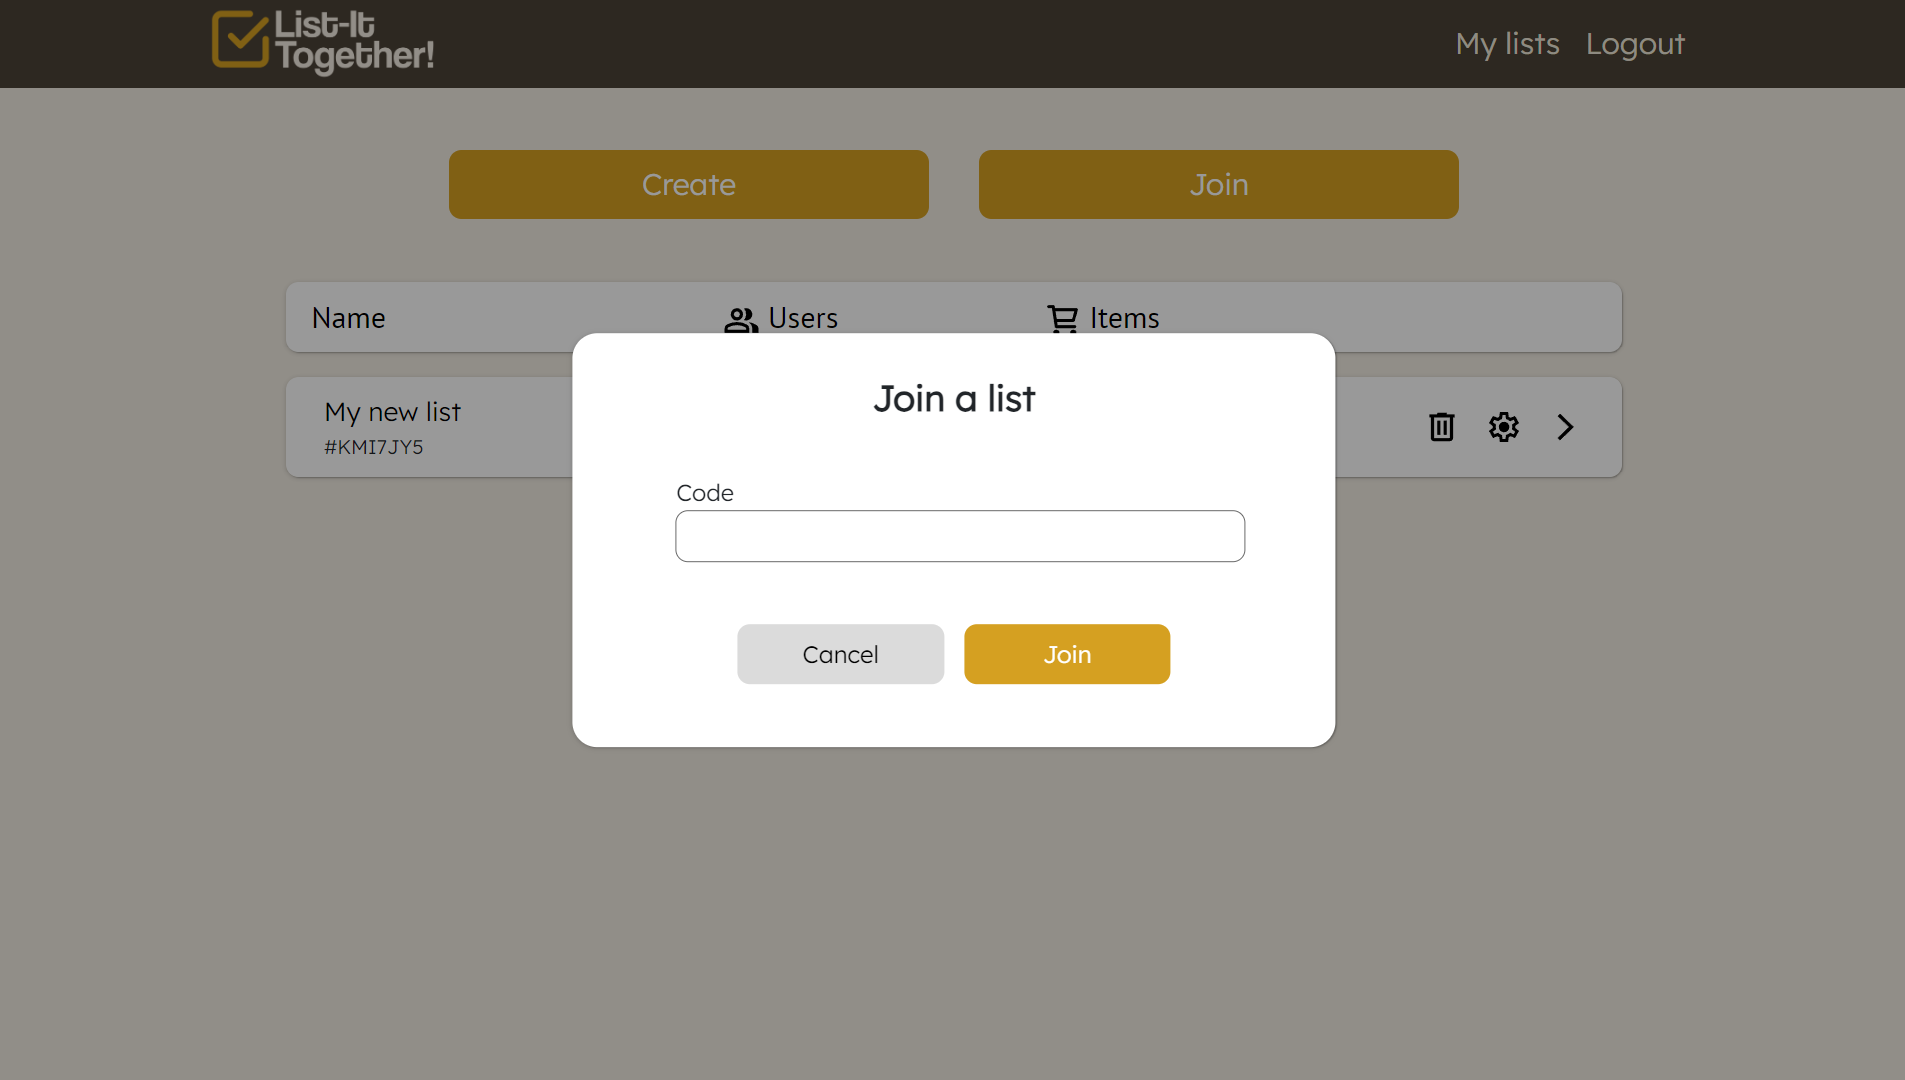 List-It
Together!
My lists Logout
Create Join
Name Users Items
My new list
#KMI7JY5
Join a list
Code
Cancel Join